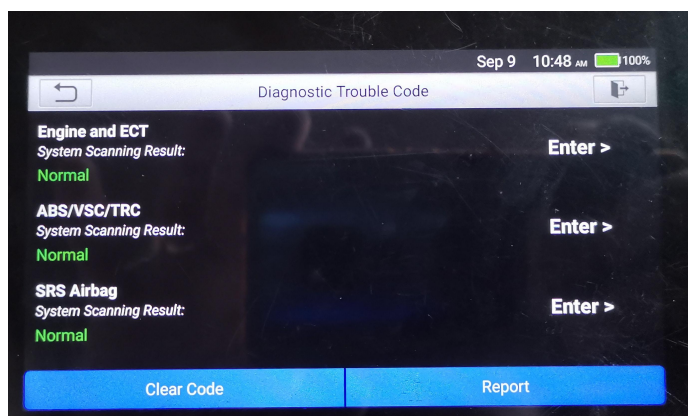 Sep 9 10:48 AM 100%
Diagnostic Trouble Code
Engine and ECT
System Scanning Result:
Enter >
Normal
ABS/VSC/TRC
System Scanning Result:
Enter >
Normal
SRS Airbag
System Scanning Result:
Enter >
Normal
Clear Code Report